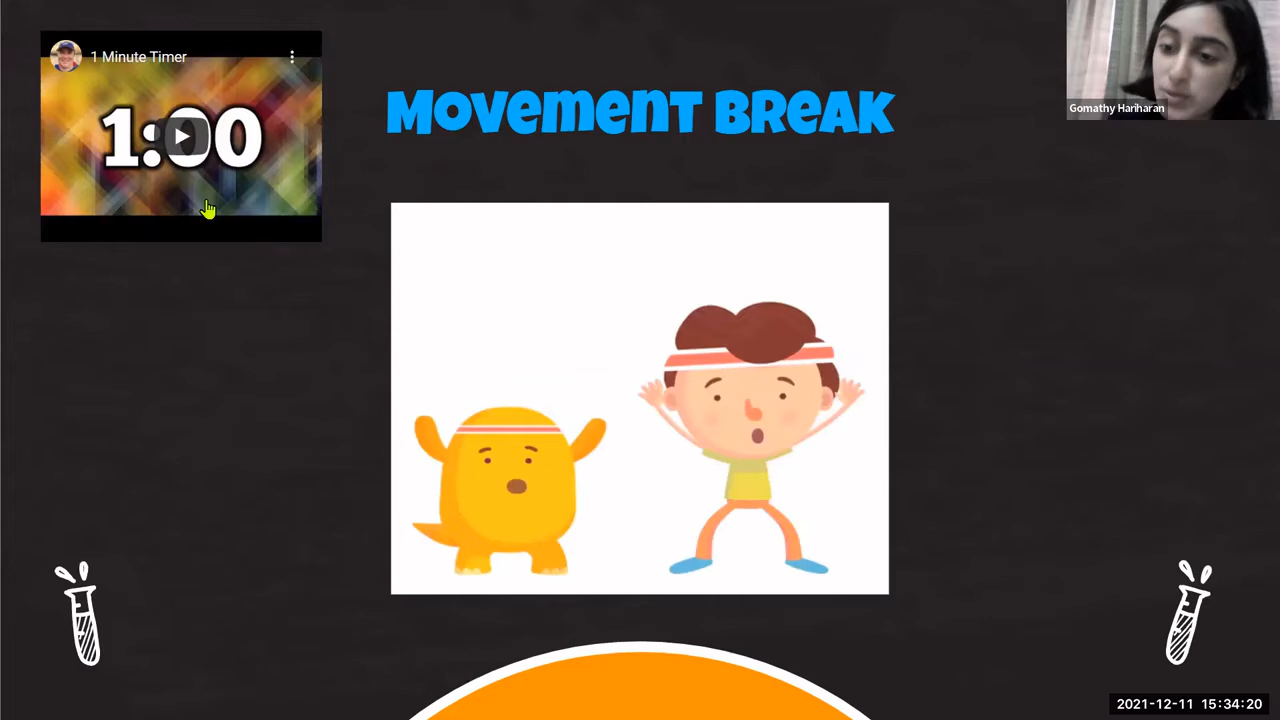 1 Minute Timer
1:00
Movement Break
Gomathy Hariharan
2021-12-11 15:34:20